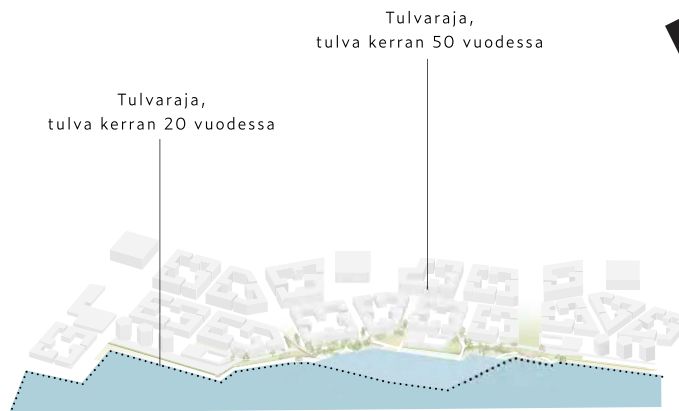 Tulvaraja,
tulva kerran 50 vuodessa
Tulvaraja,
tulva kerran 20 vuodessa